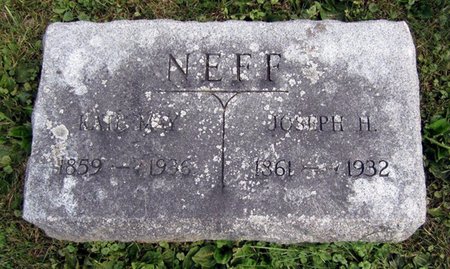 NEFF
KATE MAY JOSEPH H.
1859 – 1936 1861 – 1932